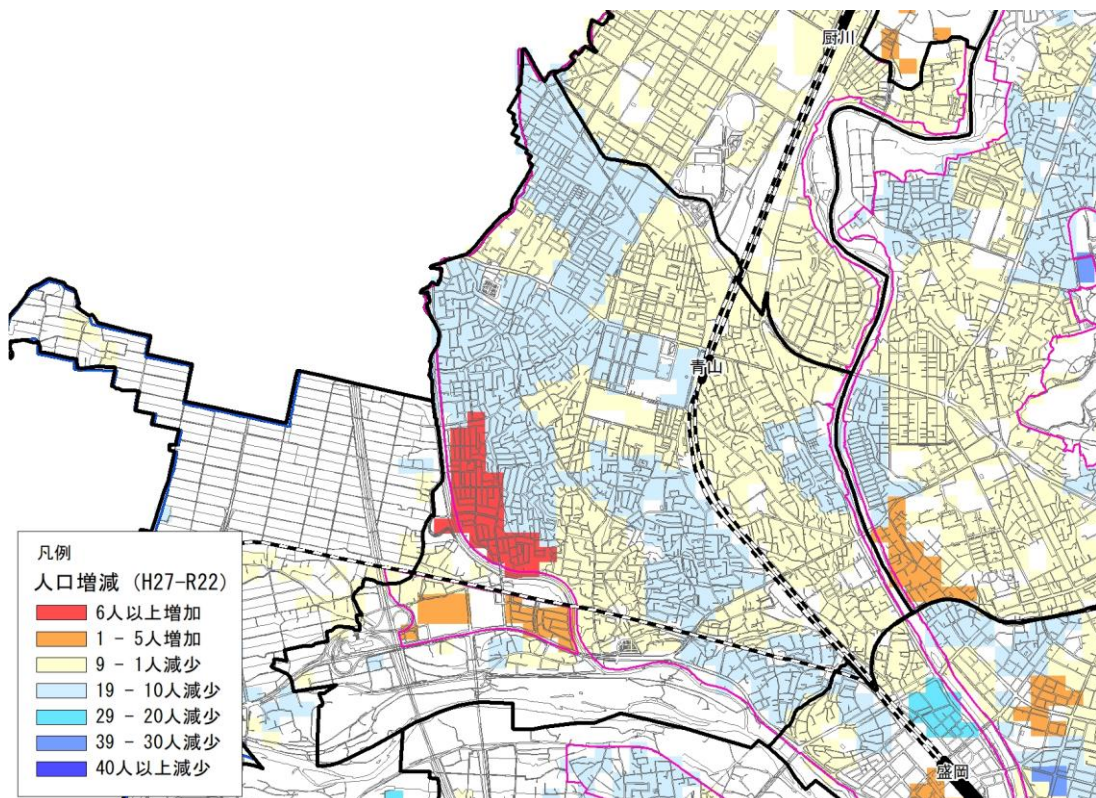 厨川
青山
凡例
人口増減 (H27-R22)
6人以上増加
1 - 5人増加
9 - 1人減少
19 - 10人減少
29 - 20人減少
39 - 30人減少
40人以上減少
盛岡